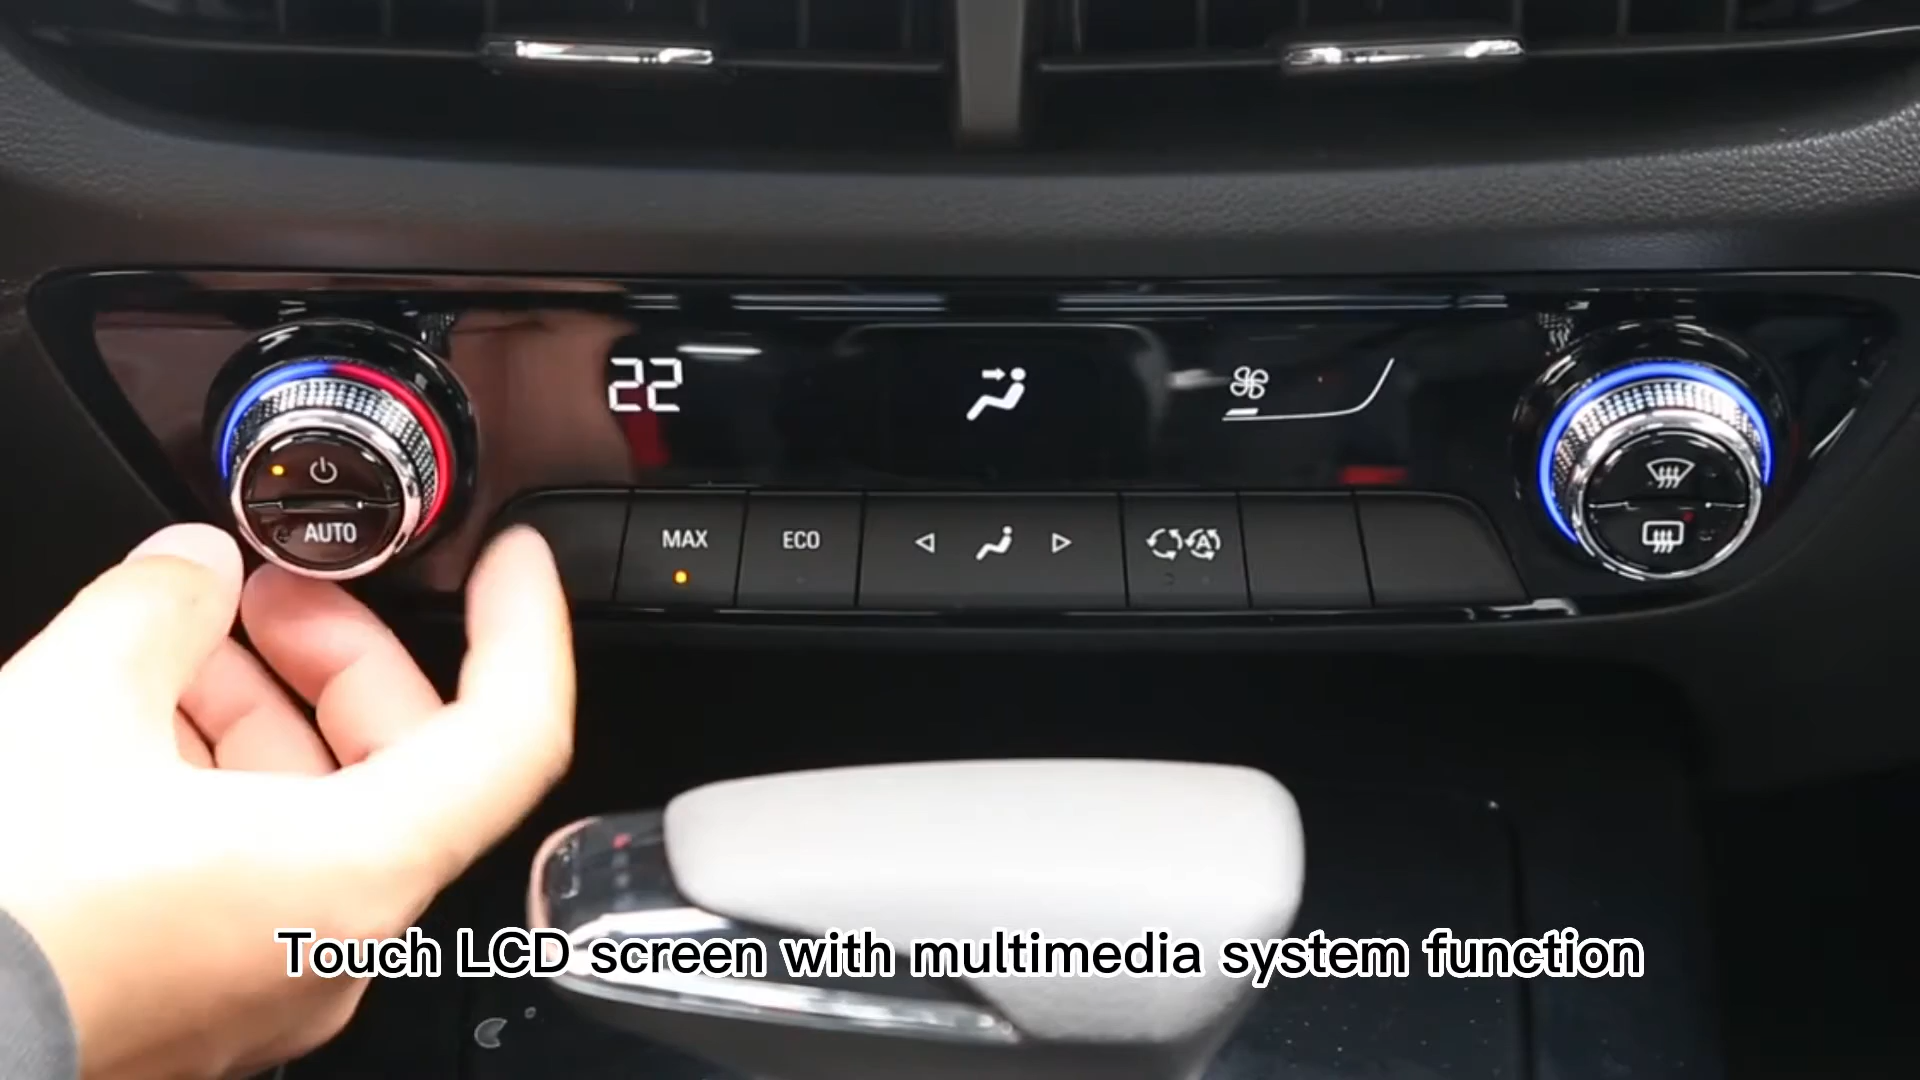 22
AUTO
MAX
ECO
A
Touch LCD screen with multimedia system function